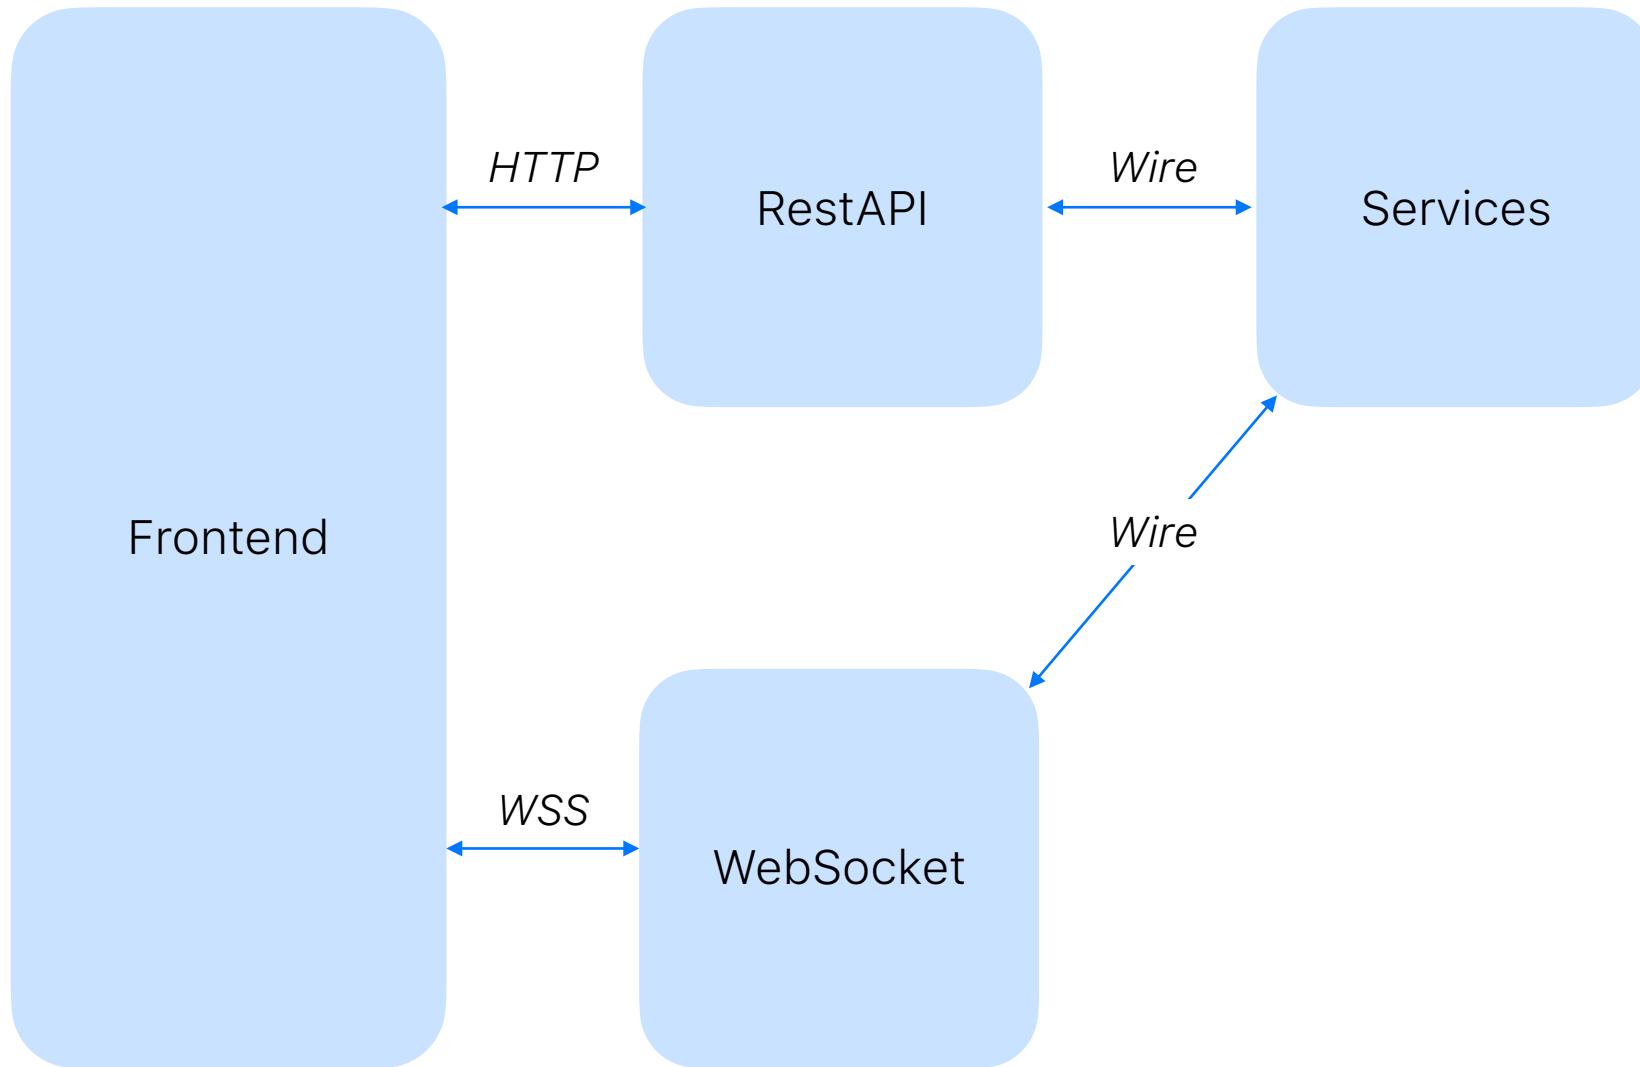 HTTP
Wire
RestAPI
Services
Wire
Frontend
WSS
WebSocket